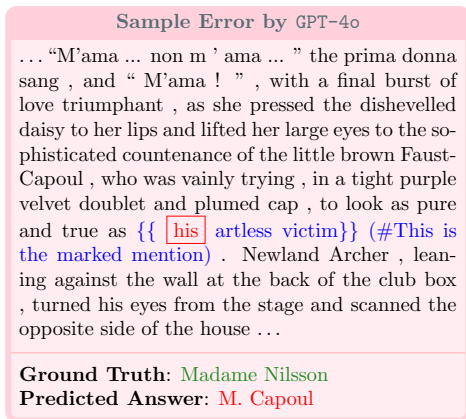 Sample Error by GPT-4o
... “M'ama ... non m ' ama ... ” the prima donna
sang , and “ M'ama ! ” , with a final burst of
love triumphant , as she pressed the dishevelled
daisy to her lips and lifted her large eyes to the so-
phisticated countenance of the little brown Faust-
Capoul , who was vainly trying , in a tight purple
velvet doublet and plumed cap , to look as pure
and true as {{ his artless victim}} (#This is
the marked mention) . Newland Archer , lean-
ing against the wall at the back of the club box
, turned his eyes from the stage and scanned the
opposite side of the house ...
Ground Truth: Madame Nilsson
Predicted Answer: M. Capoul